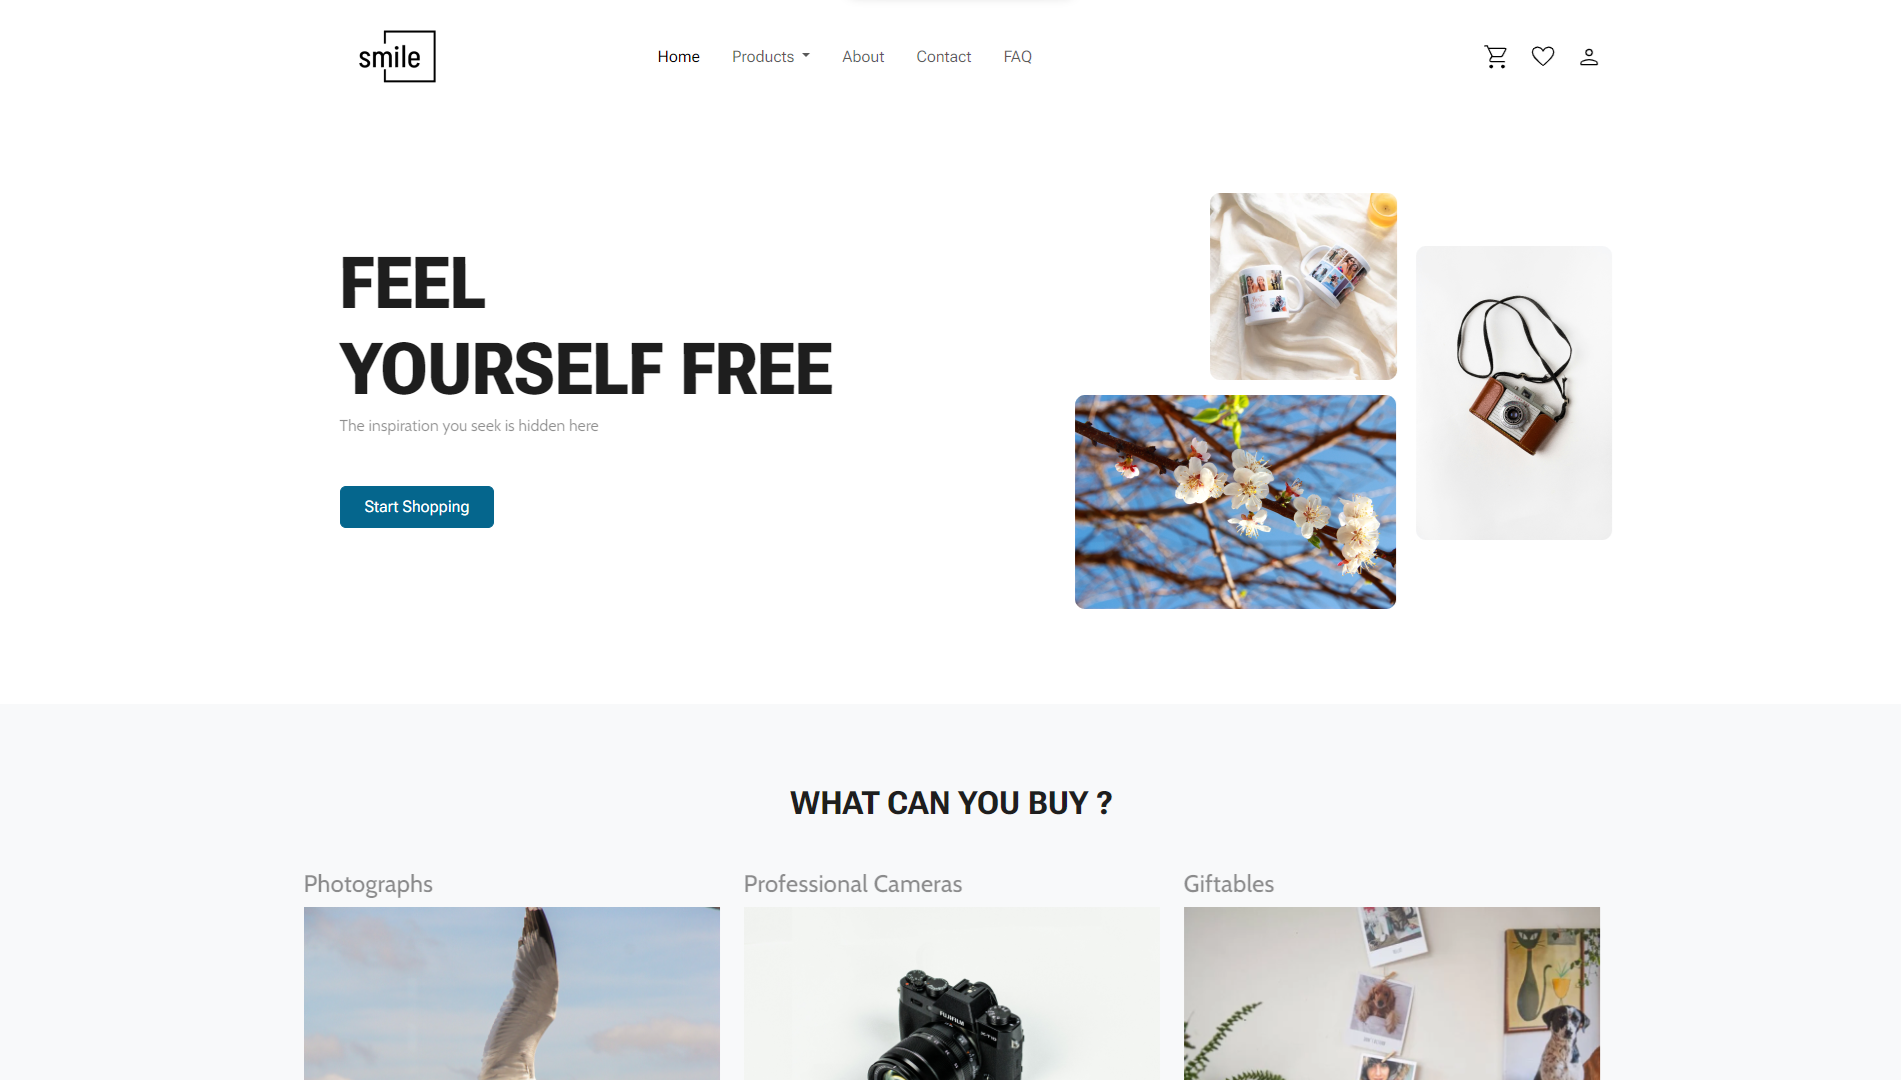 smile
Home
Products
About
Contact
FAQ
FEEL
YOURSELF FREE
The inspiration you seek is hidden here
Start Shopping
WHAT CAN YOU BUY ?
Photographs
Professional Cameras
Giftables
FUJIFILM